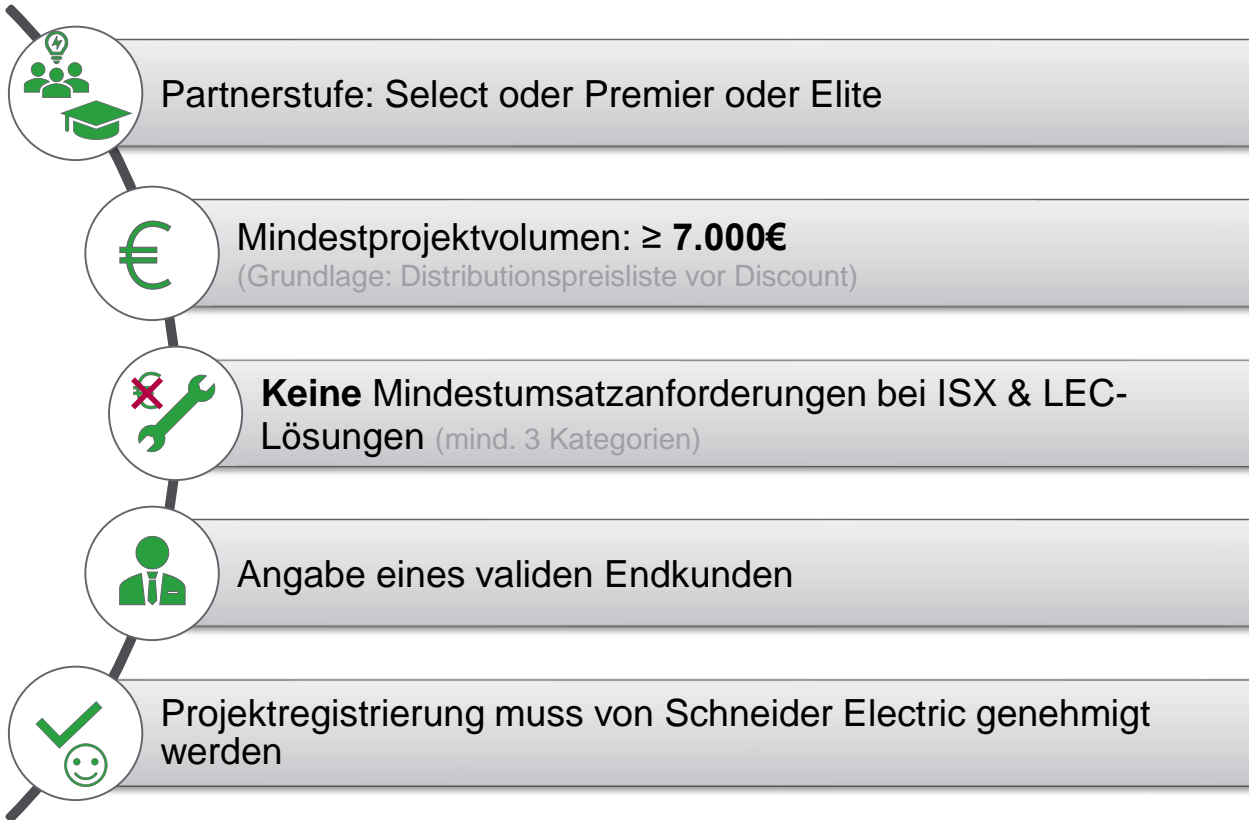 Partnerstufe: Select oder Premier oder Elite
Mindestprojektvolumen: ≥ 7.000€
(Grundlage: Distributionspreisliste vor Discount)
Keine Mindestumsatzanforderungen bei ISX & LEC-
Lösungen (mind. 3 Kategorien)
Angabe eines validen Endkunden
Projektregistrierung muss von Schneider Electric genehmigt
werden